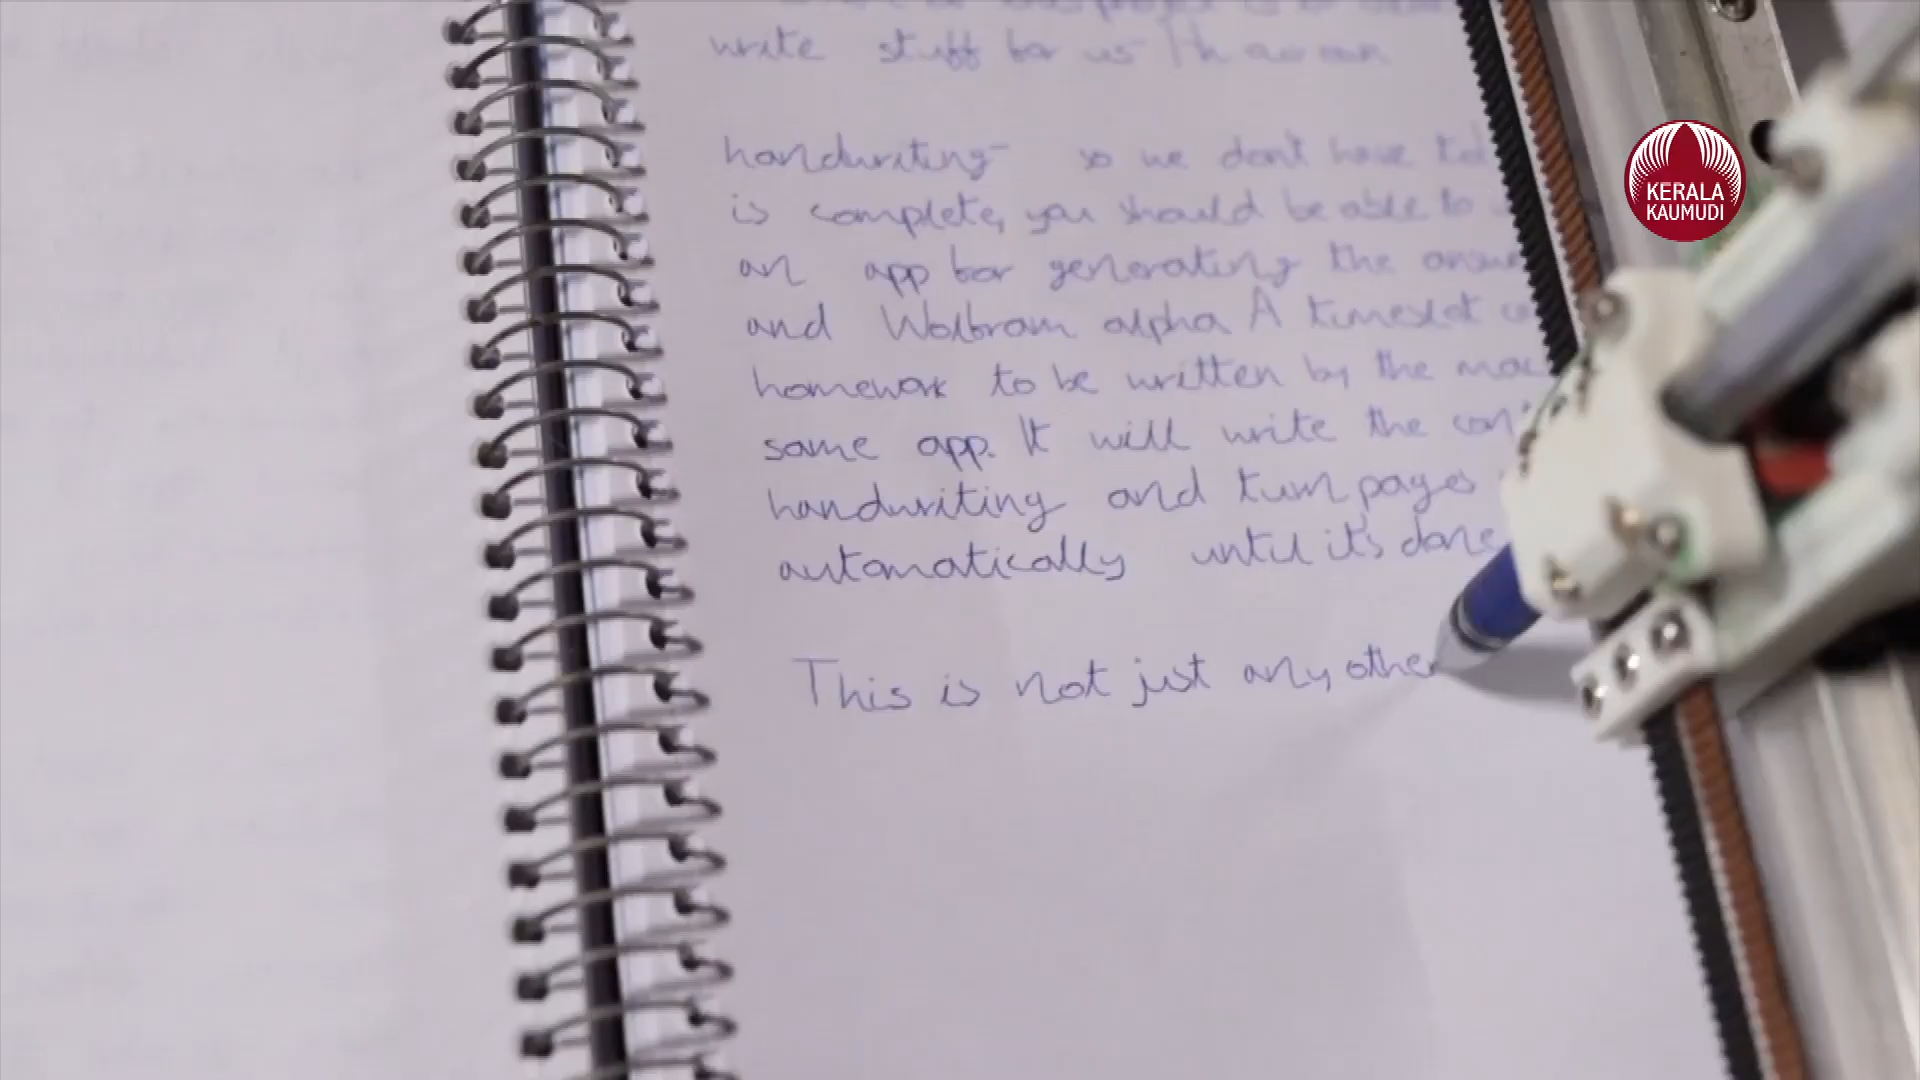 write stuff for us
handwriting so we dont have to
is complete, you should be able to
an app for generating the
and Wolfram alpha A timeslot
homework to be written by the
same app. It will write the
handwriting and turn pages
automatically until it's done
This is not just any other
KERALA
KAUMUDI